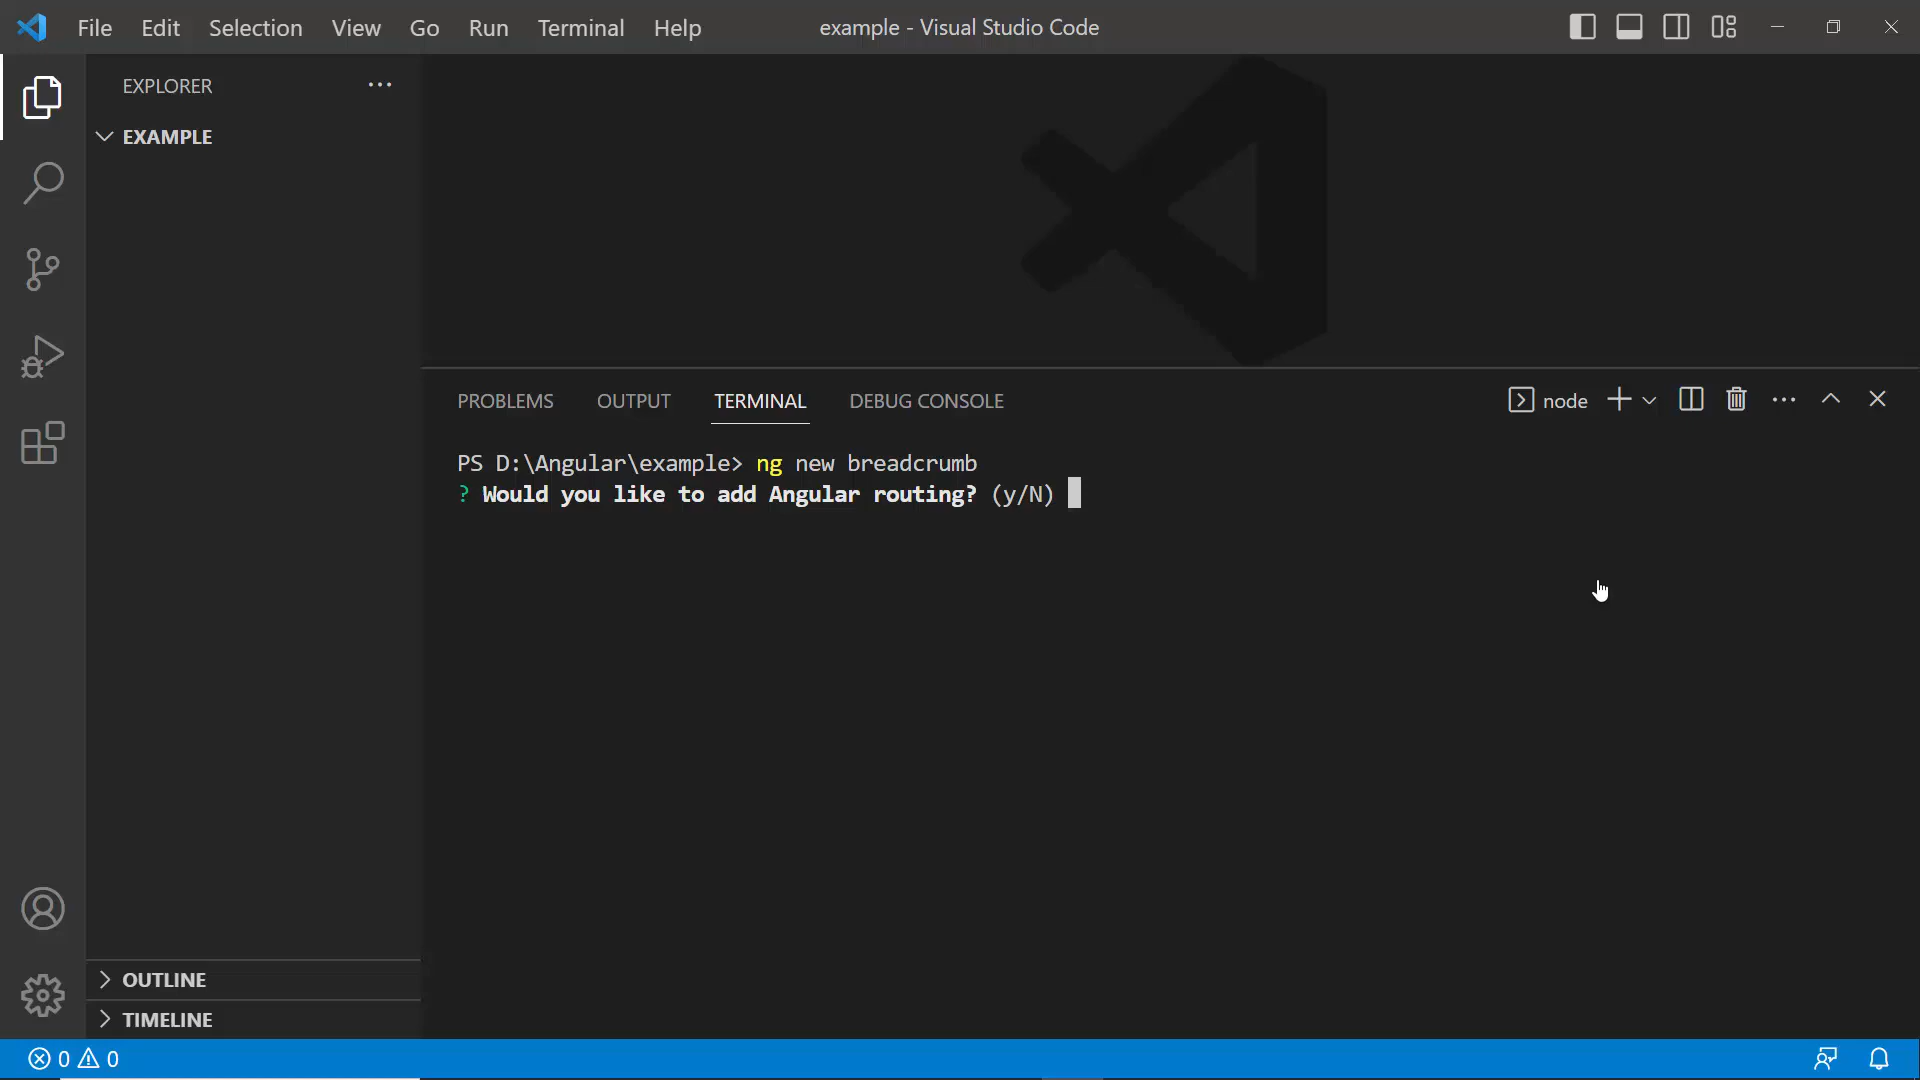 File Edit Selection View Go Run Terminal Help example - Visual Studio Code
EXPLORER ···
EXAMPLE
PROBLEMS OUTPUT TERMINAL DEBUG CONSOLE node
PS D:\Angular\example> ng new breadcrumb
? Would you like to add Angular routing? (y/N)
OUTLINE
TIMELINE
0 0